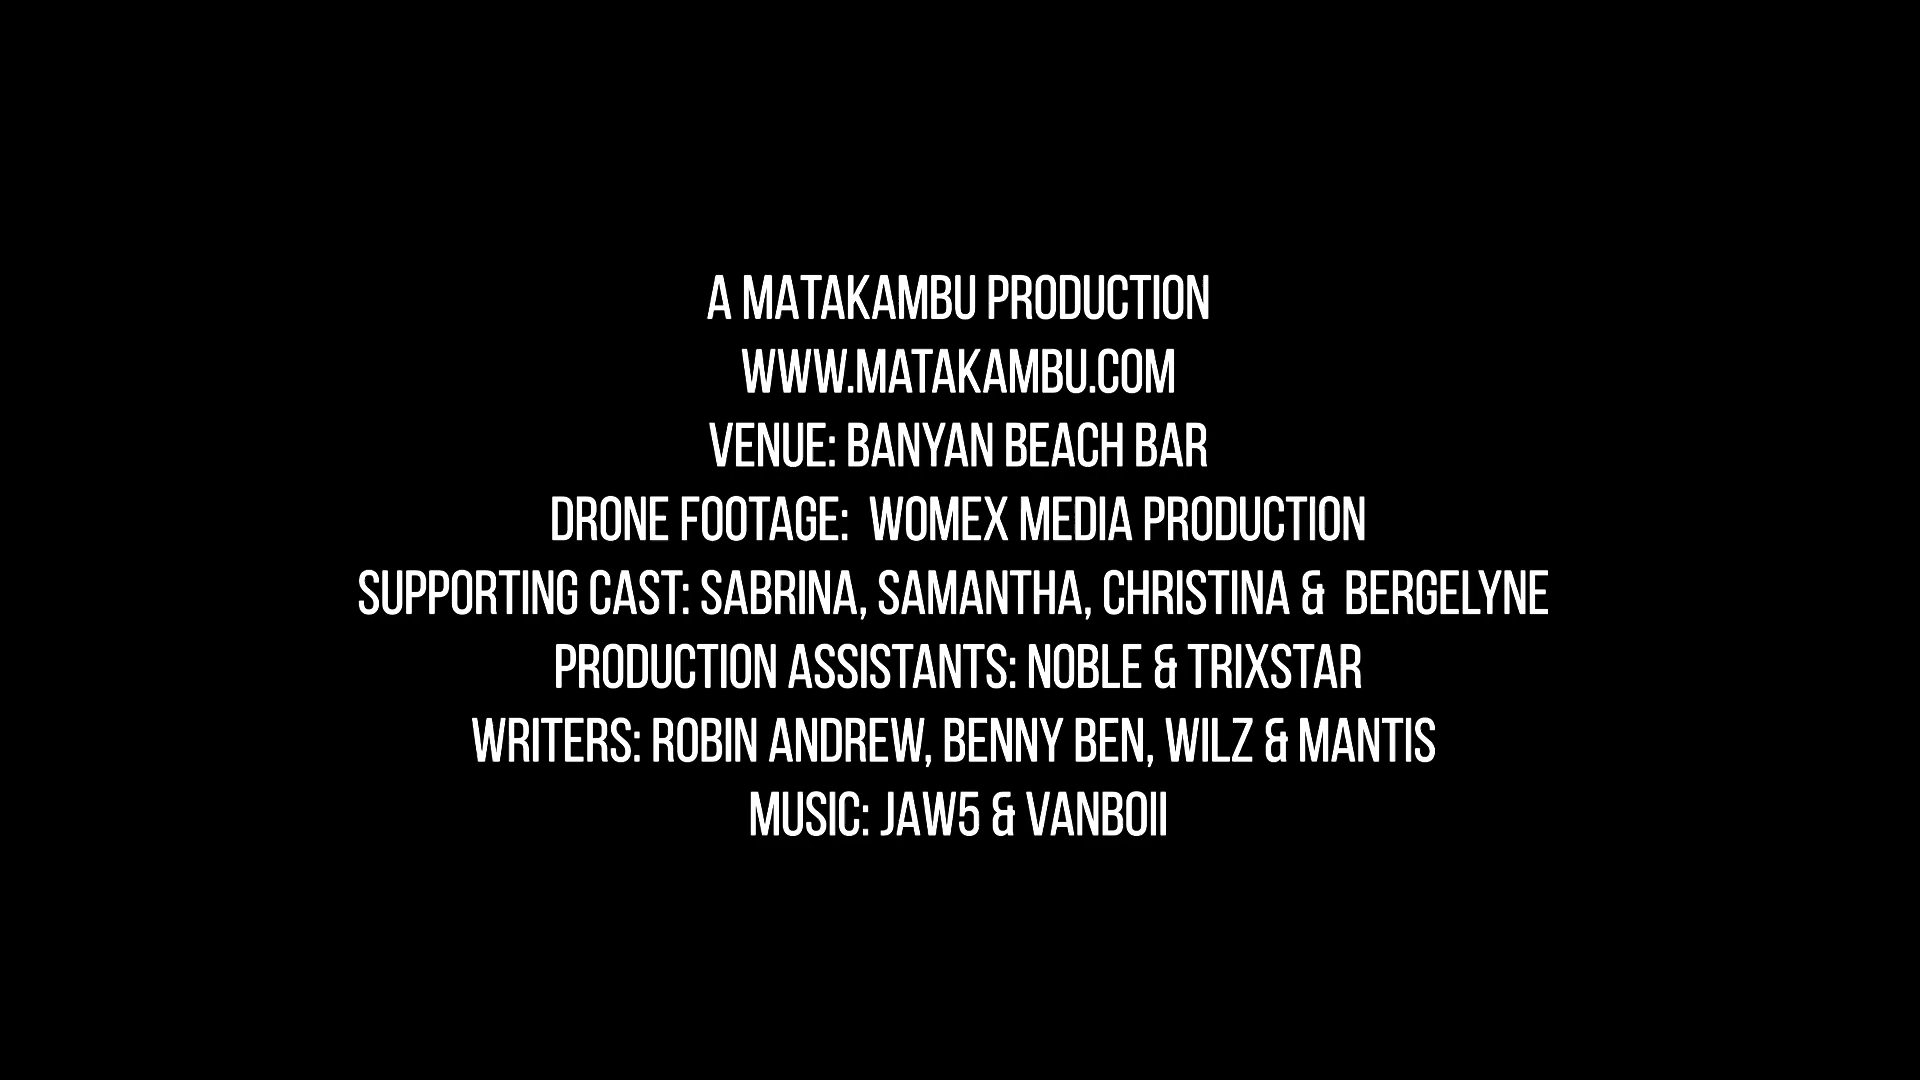 A MATAKAMBU PRODUCTION
WWW.MATAKAMBU.COM
VENUE: BANYAN BEACH BAR
DRONE FOOTAGE:  WOMEX MEDIA PRODUCTION
SUPPORTING CAST: SABRINA, SAMANTHA, CHRISTINA &  BERGELYNE
PRODUCTION ASSISTANTS: NOBLE & TRIXSTAR
WRITERS: ROBIN ANDREW, BENNY BEN, WILZ & MANTIS
MUSIC: JAW5 & VANBOII